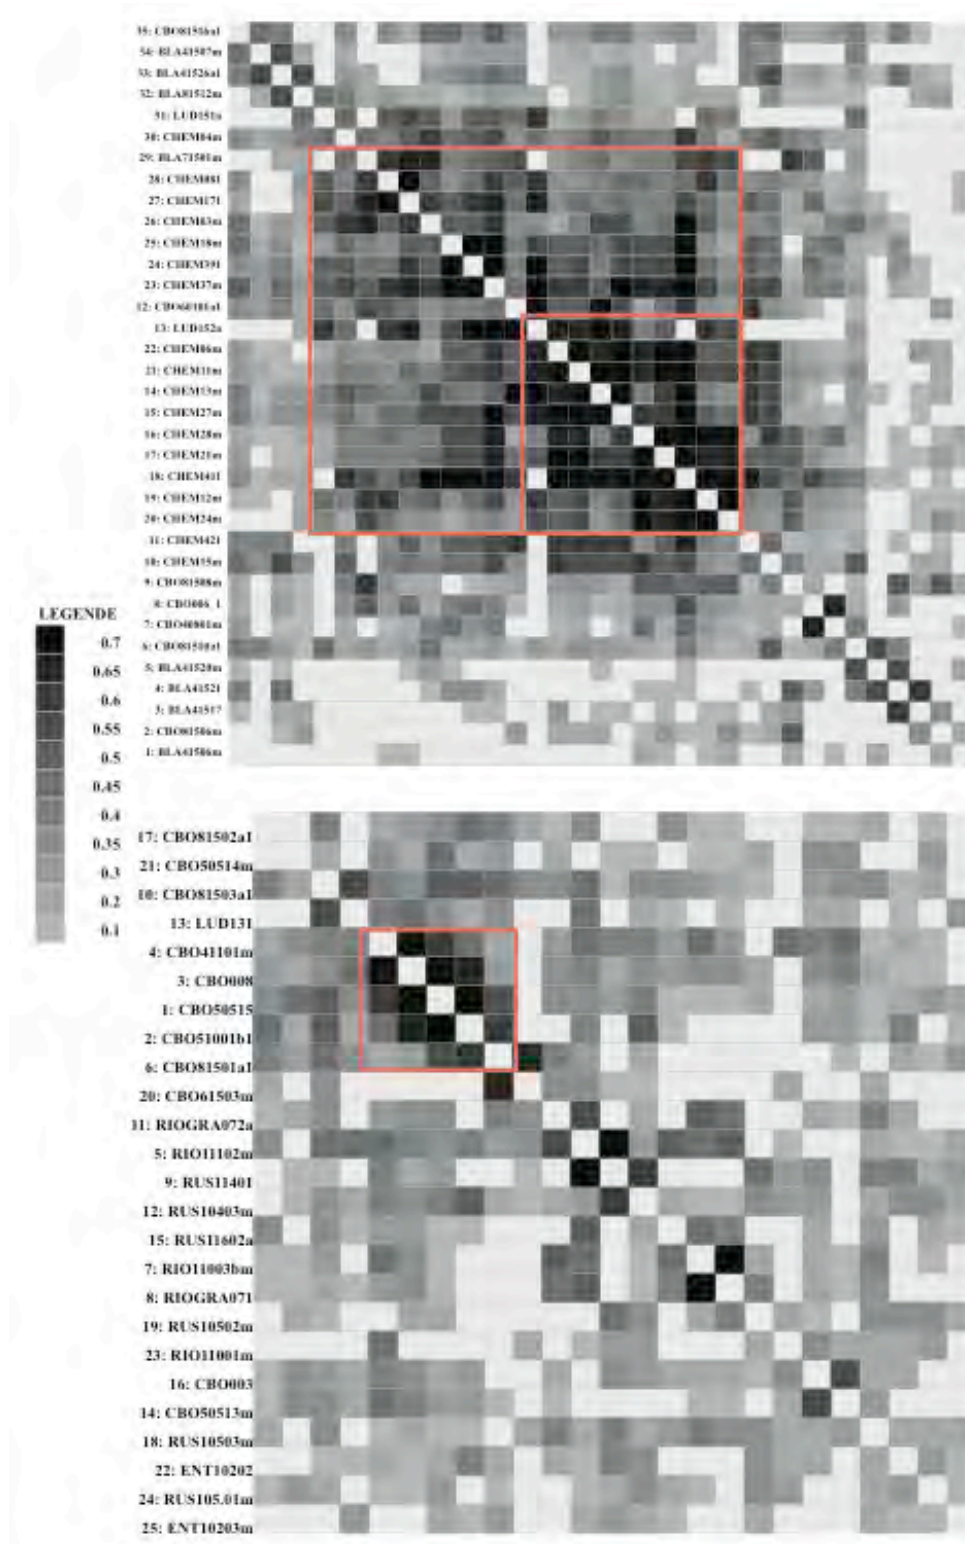 35: CBO81516a1
34: BLA41507m
33: BLA41526a1
32: BLA81512m
31: LUD151a
30: CHEM04m
29: BLA71501m
28: CHEM081
27: CHEM171
26: CHEM03m
25: CHEM18m
24: CHEM391
23: CHEM37m
12: CBO60101a1
13: LUD152a
22: CHEM06m
21: CHEM11m
14: CHEM13m
15: CHEM27m
16: CHEM28m
17: CHEM21m
18: CHEM411
19: CHEM12m
20: CHEM24m
11: CHEM421
10: CHEM15m
9: CBO81508m
8: CBO006_1
7: CBO40801m
6: CBO81510a1
5: BLA41520m
4: BLA41521
3: BLA41517
2: CBO81506m
1: BLA41506m
LEGENDE
0.7
0.65
0.6
0.55
0.5
0.45
0.4
0.35
0.3
0.2
0.1
17: CBO81502a1
21: CBO50514m
10: CBO81503a1
13: LUD131
4: CBO41101m
3: CBO008
1: CBO50515
2: CBO51001b1
6: CBO81501a1
20: CBO61503m
11: RIOGRA072a
5: RIO11102m
9: RUS11401
12: RUS10403m
15: RUS11602a
7: RIO11003bm
8: RIOGRA071
19: RUS10502m
23: RIO11001m
16: CBO003
14: CBO50513m
18: RUS10503m
22: ENT10202
24: RUS105.01m
25: ENT10203m